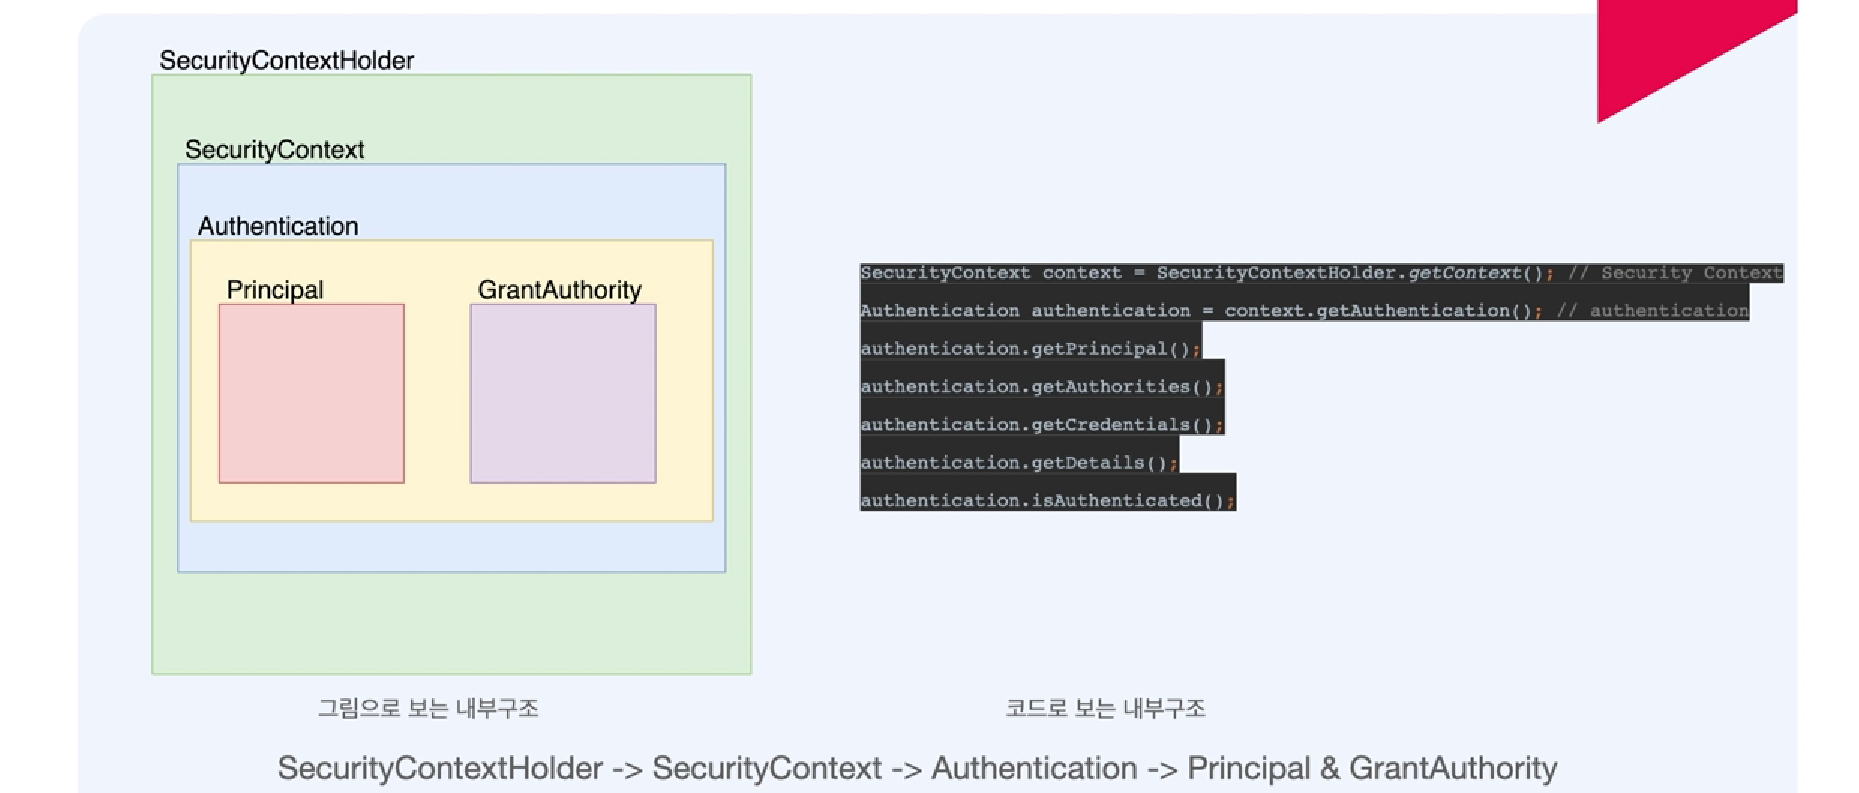 SecurityContextHolder
SecurityContext
Authentication
Principal
GrantAuthority
그림으로 보는 내부구조
SecurityContext context = SecurityContextHolder.getContext(); // Security Context
Authentication authentication = context.getAuthentication(); // authentication
authentication.getPrincipal();
authentication.getAuthorities();
authentication.getCredentials();
authentication.getDetails();
authentication.isAuthenticated();
코드로 보는 내부구조
SecurityContextHolder -> SecurityContext -> Authentication -> Principal & GrantAuthority